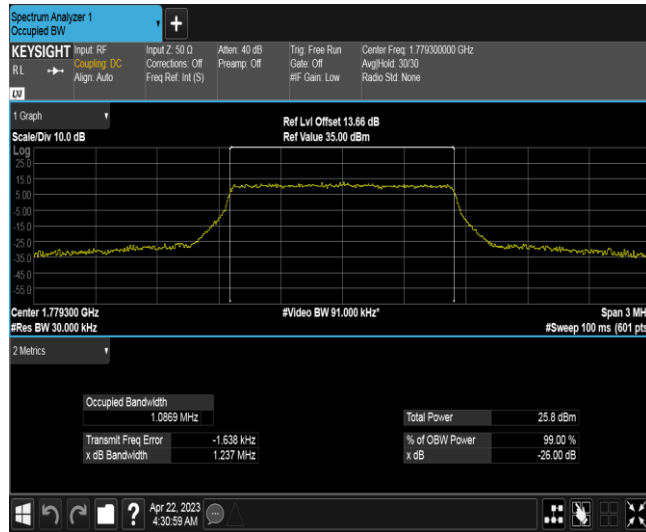 Spectrum Analyzer 1
Occupied BW
+
KEYSIGHT
RL
LXI
Input: RF
Coupling: DC
Align: Auto
Input Z: 50 Ω
Corrections: Off
Freq Ref: Int (S)
Atten: 40 dB
Preamp: Off
Trig: Free Run
Gate: Off
#IF Gain: Low
Center Freq: 1.779300000 GHz
Avg|Hold: 30/30
Radio Std: None
1 Graph
Scale/Div 10.0 dB
Ref Lvl Offset 13.66 dB
Ref Value 35.00 dBm
Log
25.0
15.0
5.00
-5.00
-15.0
-25.0
-35.0
-45.0
-55.0
Center 1.779300 GHz
#Res BW 30.000 kHz
#Video BW 91.000 kHz*
Span 3 MH
#Sweep 100 ms (601 pts
2 Metrics
Occupied Bandwidth
1.0869 MHz
Transmit Freq Error -1.638 kHz
x dB Bandwidth 1.237 MHz
Total Power 25.8 dBm
% of OBW Power 99.00 %
x dB -26.00 dB
?
Apr 22, 2023
4:30:59 AM